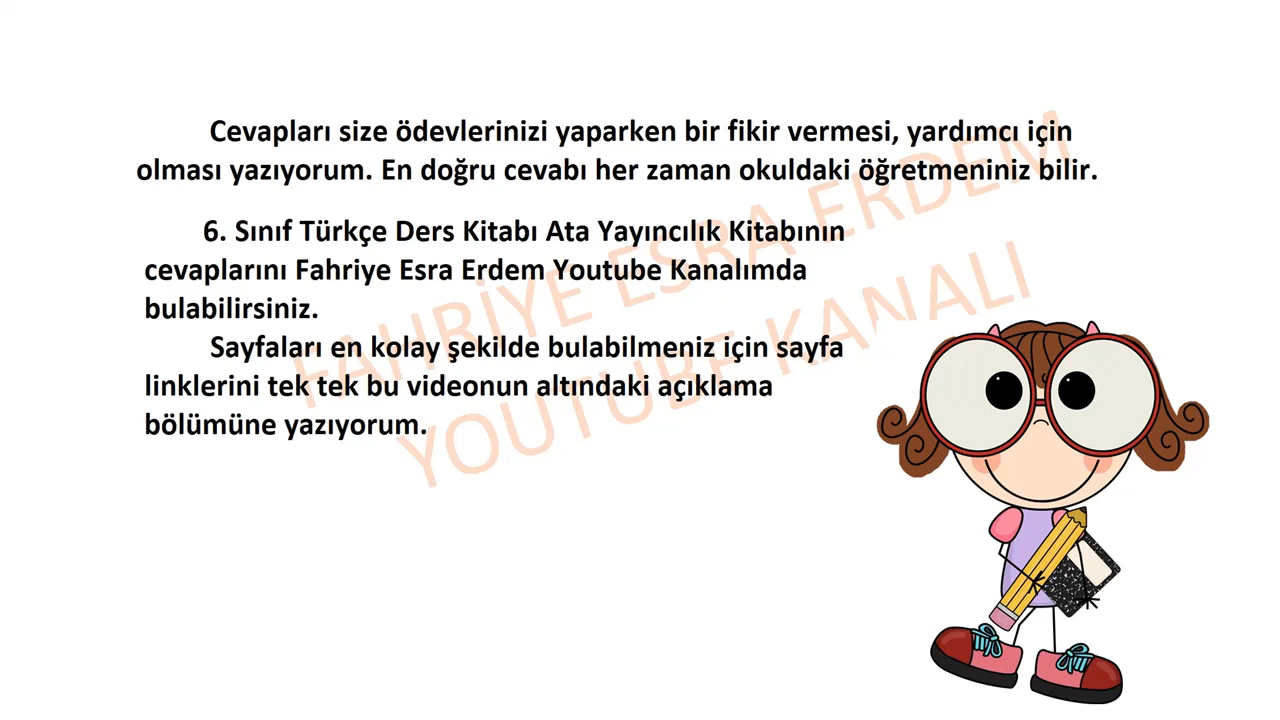 Cevapları size ödevlerinizi yaparken bir fikir vermesi, yardımcı için
olması yazıyorum. En doğru cevabı her zaman okuldaki öğretmeniniz bilir.
6. Sınıf Türkçe Ders Kitabı Ata Yayıncılık Kitabının
cevaplarını Fahriye Esra Erdem Youtube Kanalımda
bulabilirsiniz.
Sayfaları en kolay şekilde bulabilmeniz için sayfa
linklerini tek tek bu videonun altındaki açıklama
bölümüne yazıyorum.
FAHRİYE ESRA ERDEM
YOUTUBE KANALI